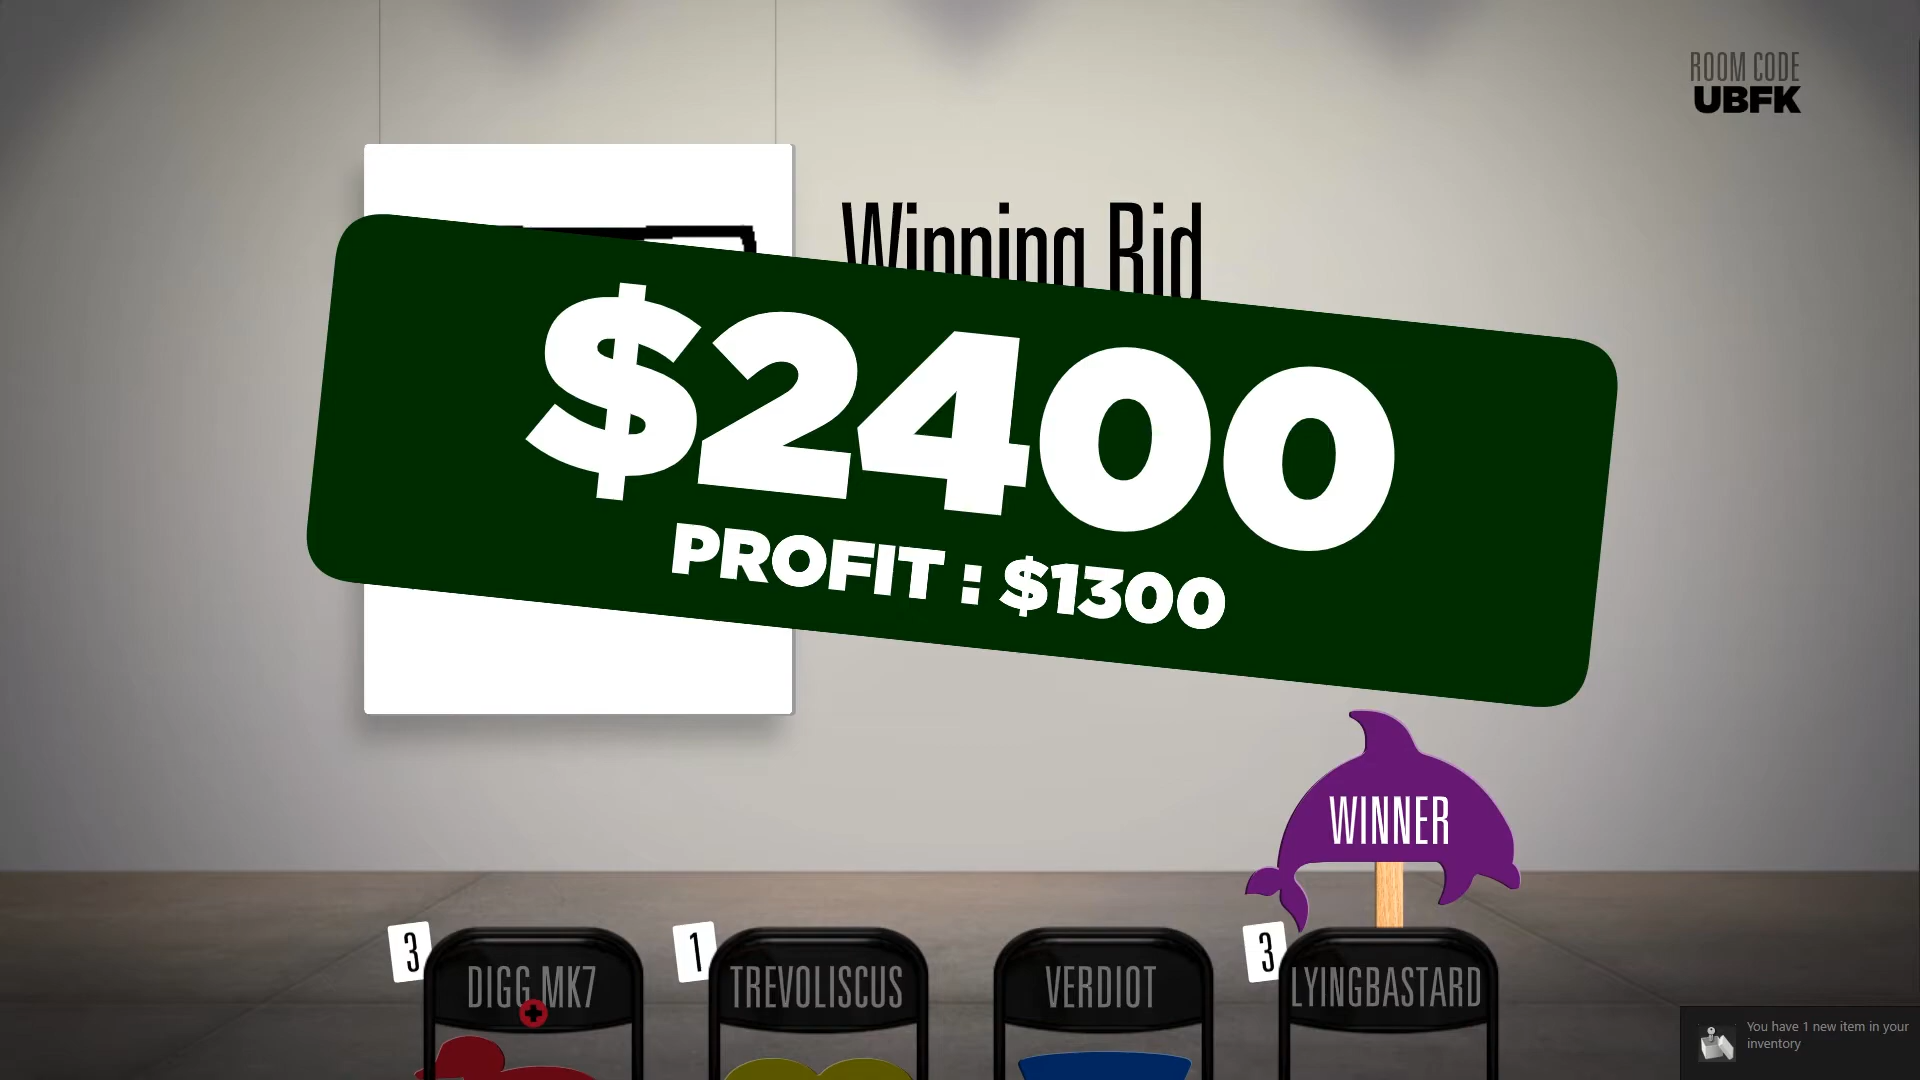 ROOM CODE
UBFK
Winning Bid
$2400
PROFIT : $1300
WINNER
3
DIGG MK7
1
TREVOLISCUS
VERDIOT
3
LYINGBASTARD
You have 1 new item in your
inventory